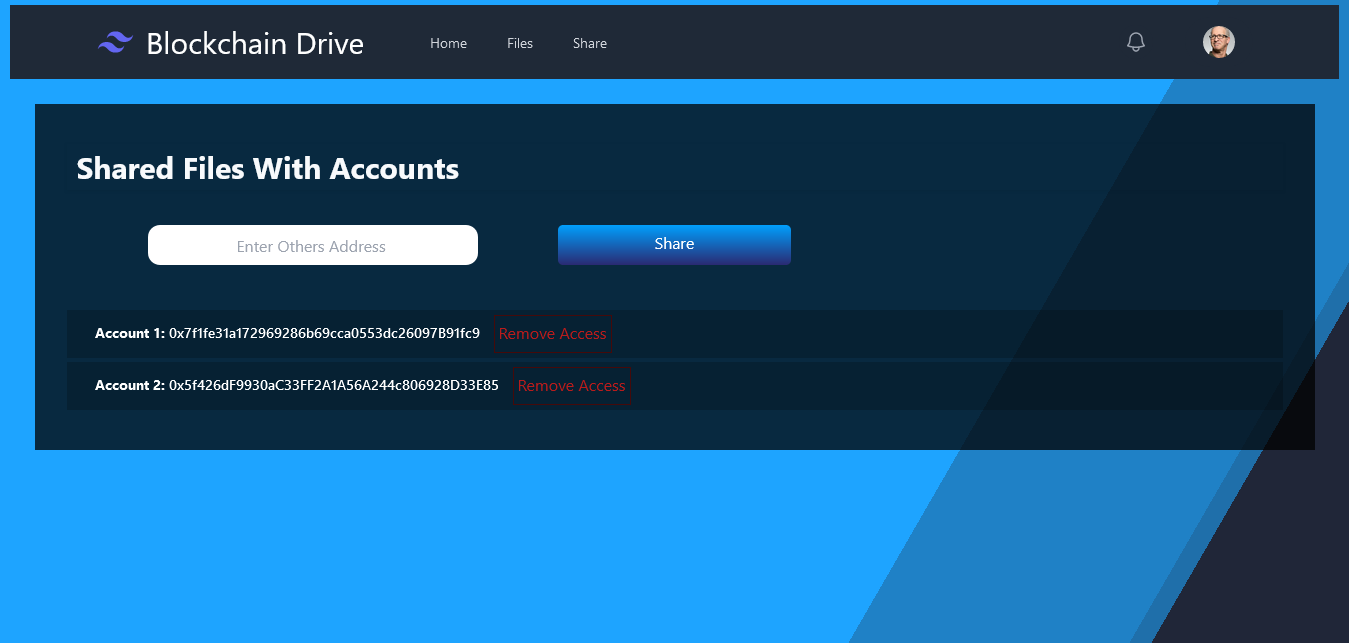 Blockchain Drive Home Files Share
Shared Files With Accounts
Enter Others Address Share
Account 1: 0x7f1fe31a172969286b69cca0553dc26097B91fc9 Remove Access
Account 2: 0x5f426dF9930aC33FF2A1A56A244c806928D33E85 Remove Access